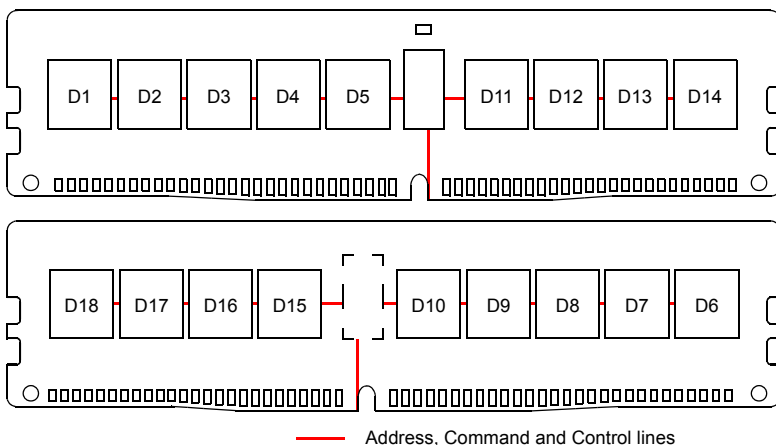 D1 D2 D3 D4 D5 D11 D12 D13 D14
D18 D17 D16 D15 D10 D9 D8 D7 D6
Address, Command and Control lines